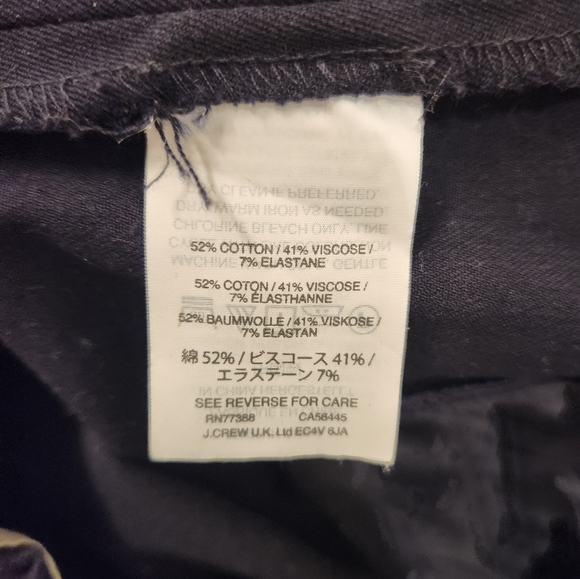 52% COTTON / 41% VISCOSE /
7% ELASTANE
52% COTON / 41% VISCOSE /
7% ÉLASTHANNE
52% BAUMWOLLE / 41% VISKOSE /
7% ELASTAN
綿 52% / ビスコース 41% /
エラステーン 7%
SEE REVERSE FOR CARE
RN77388 CA56445
J.CREW U.K. Ltd EC4V 6JA